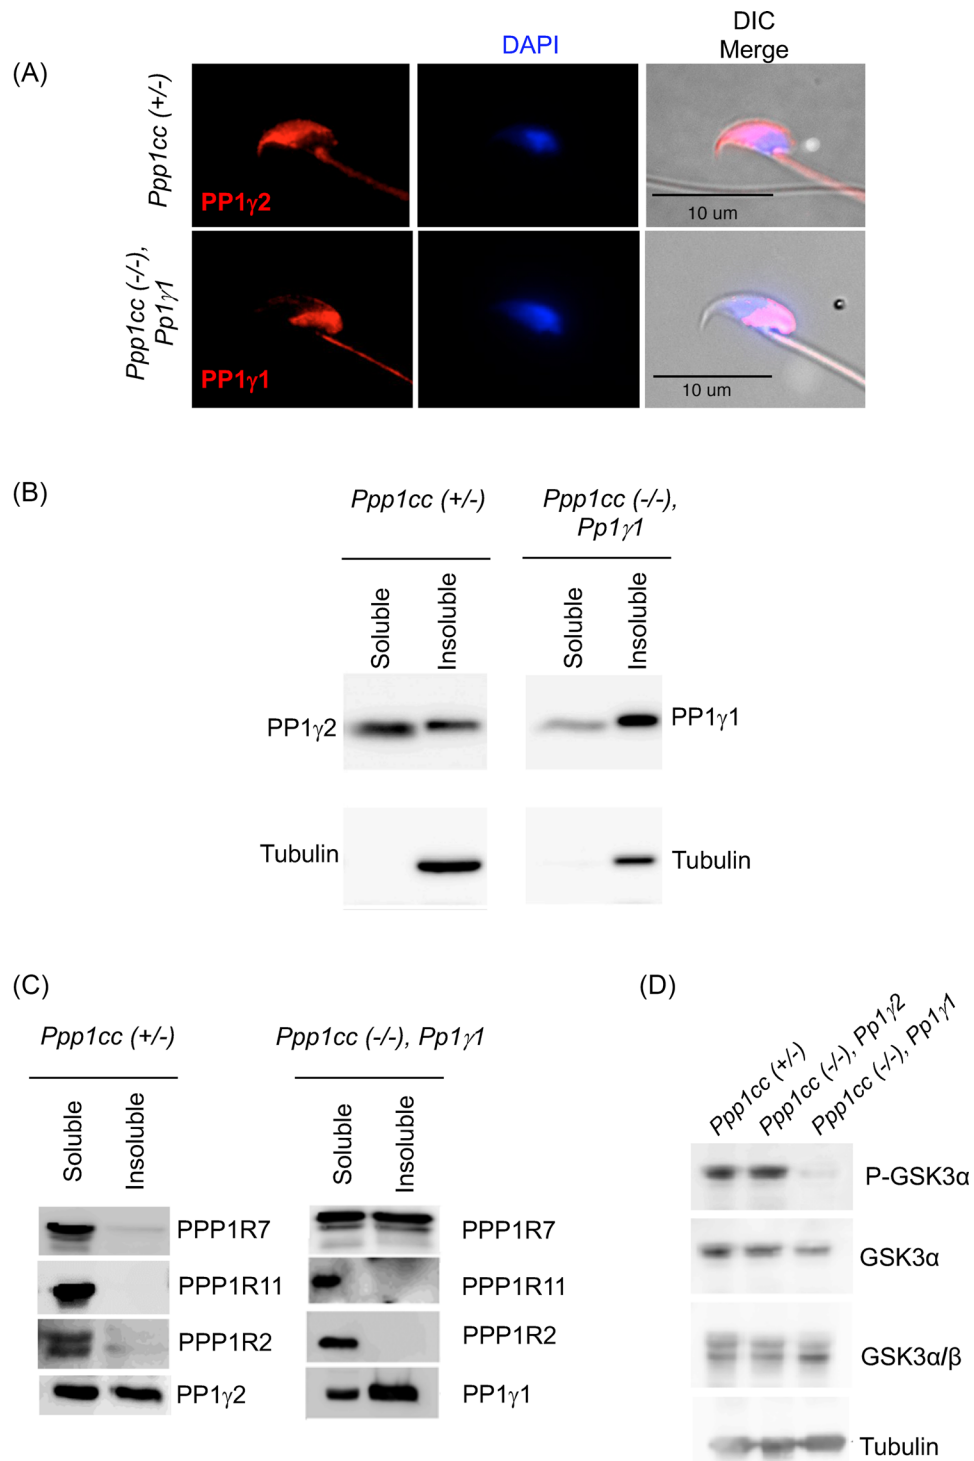 (A)
DAPI
DIC
Merge
Ppp1cc (+/-)
PP1γ2
10 um
Ppp1cc (-/-),
Pp1γ1
PP1γ1
10 um
(B)
Ppp1cc (+/-)
Ppp1cc (-/-),
Pp1γ1
Soluble
Insoluble
Soluble
Insoluble
PP1γ2
PP1γ1
Tubulin
Tubulin
(C)
Ppp1cc (+/-)
Ppp1cc (-/-), Pp1γ1
Soluble
Insoluble
Soluble
Insoluble
PPP1R7
PPP1R7
PPP1R11
PPP1R11
PPP1R2
PPP1R2
PP1γ2
PP1γ1
(D)
Ppp1cc (+/-)
Ppp1cc (-/-), Pp1γ2
Ppp1cc (-/-), Pp1γ1
P-GSK3α
GSK3α
GSK3α/β
Tubulin